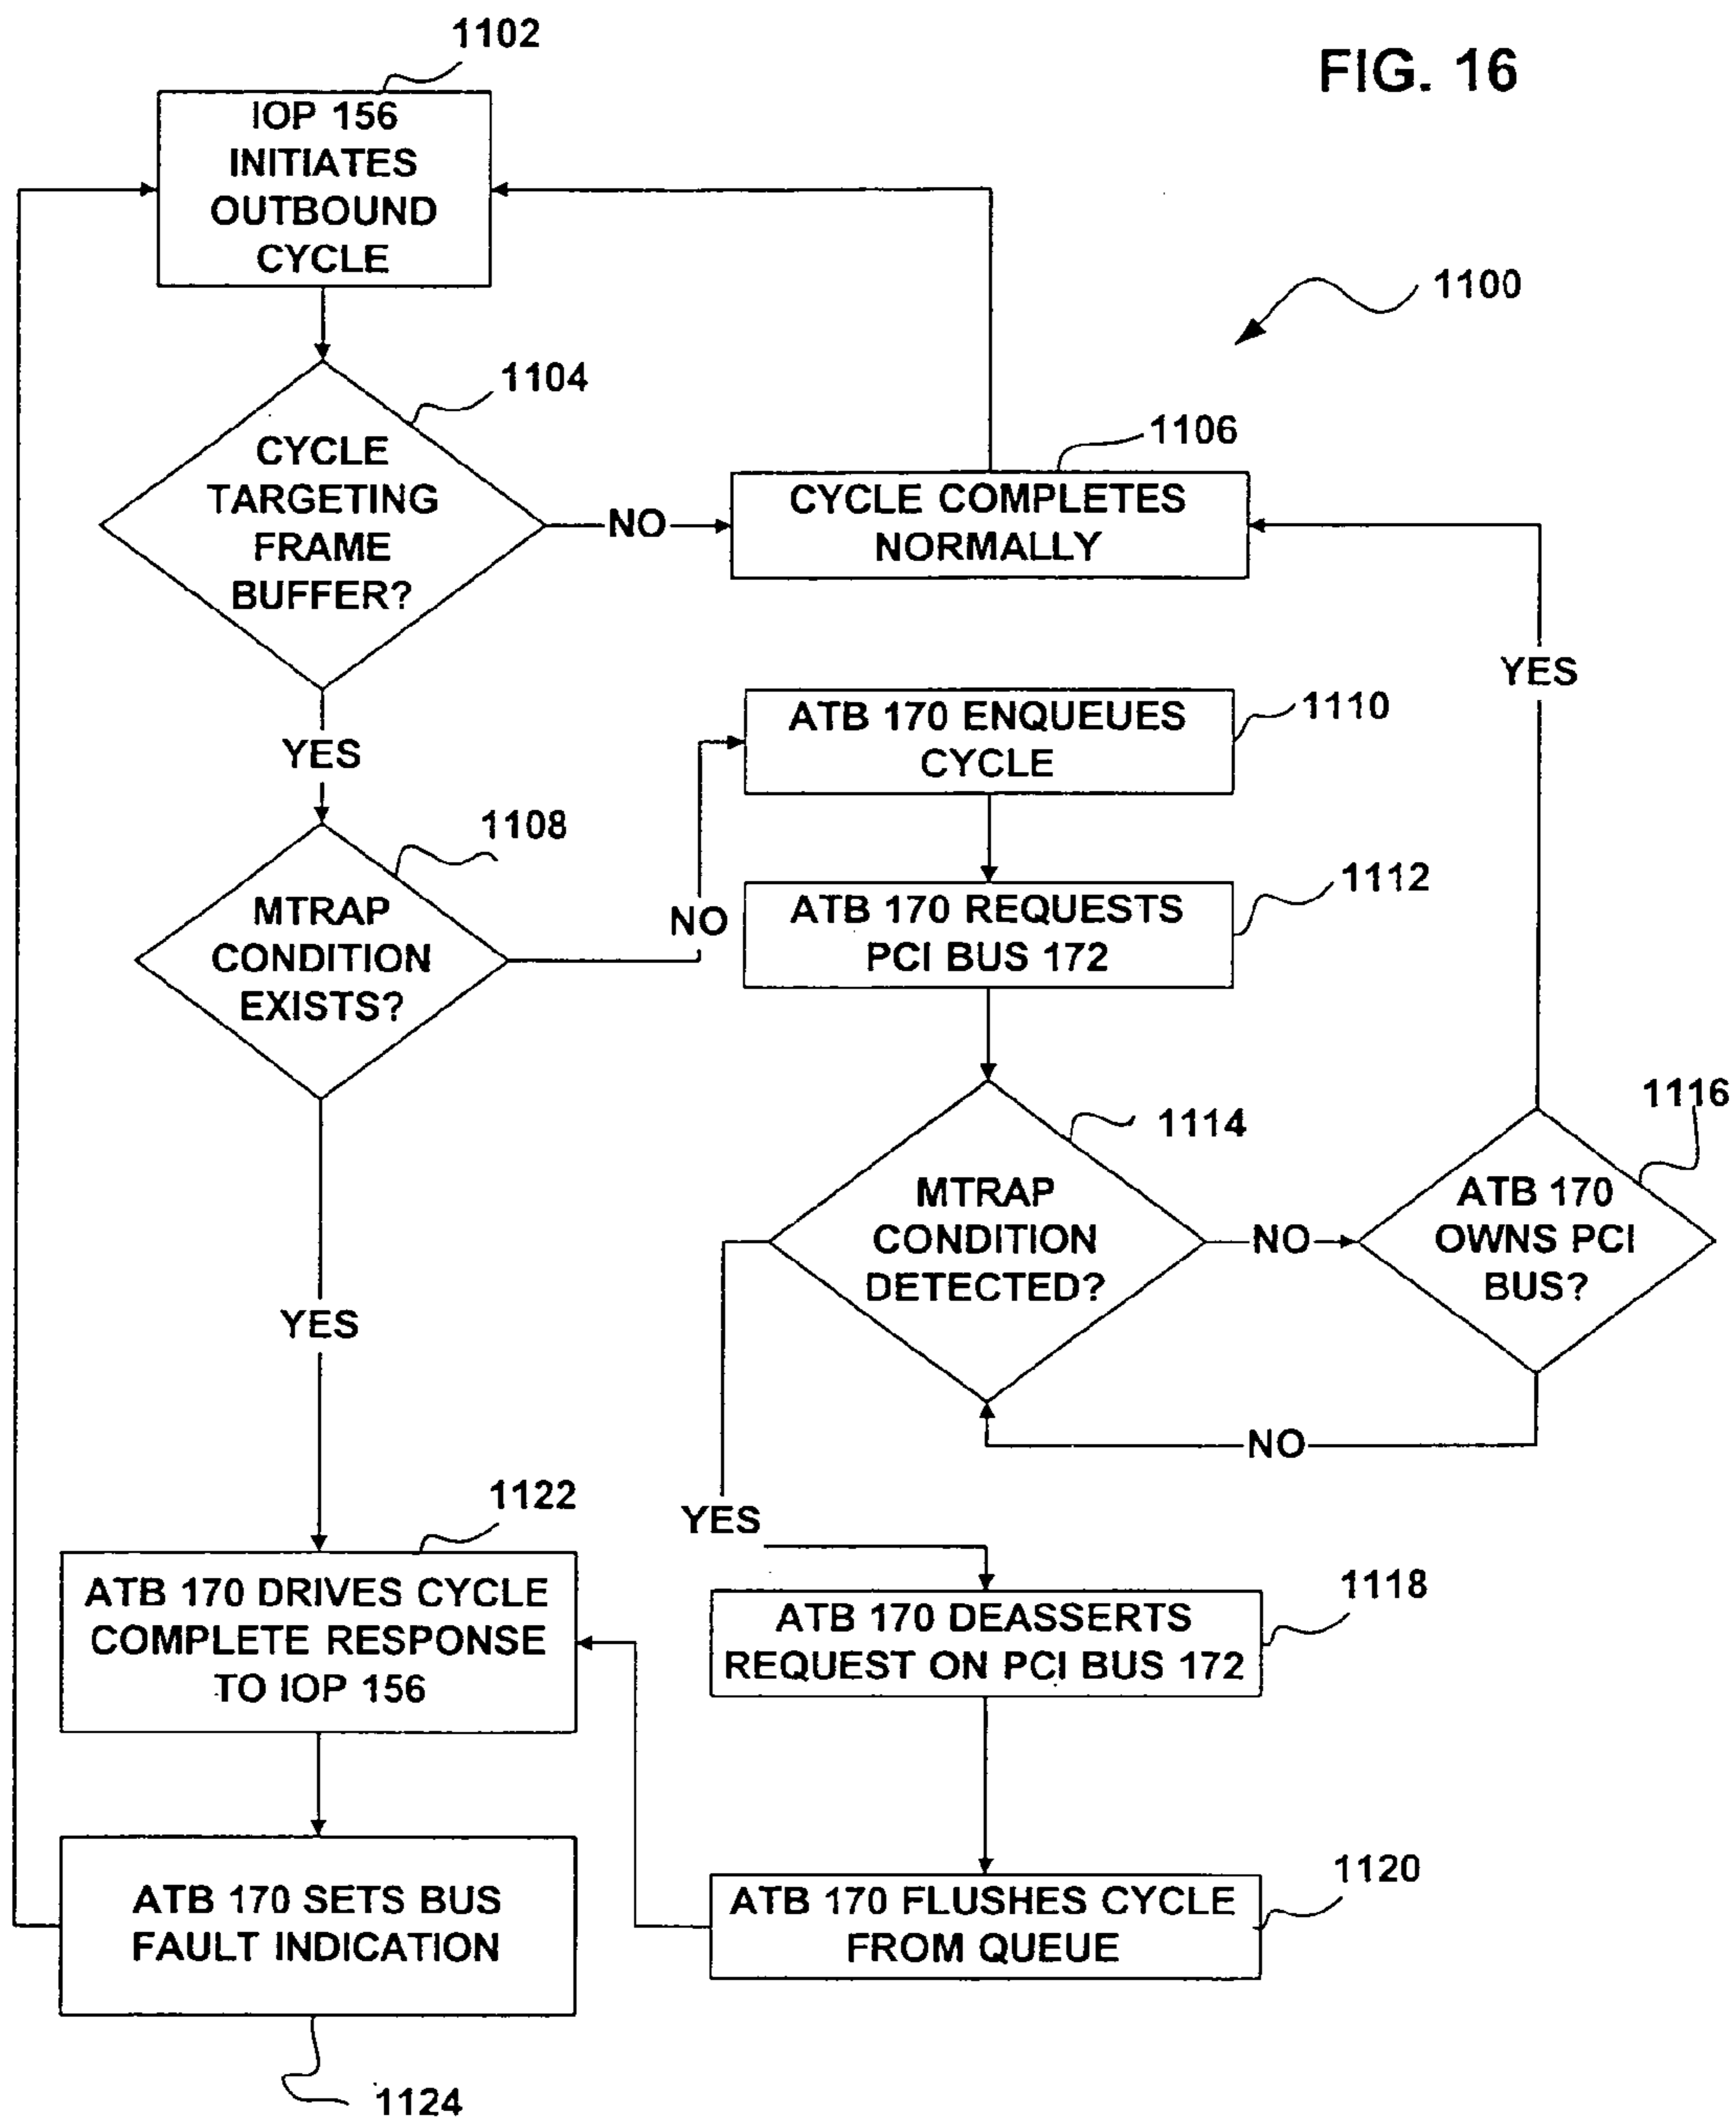 FIG. 16
1102
IOP 156
INITIATES
OUTBOUND
CYCLE
1100
1104
CYCLE
TARGETING
FRAME
BUFFER?
NO
1106
CYCLE COMPLETES
NORMALLY
YES
YES
1110
ATB 170 ENQUEUES
CYCLE
1108
MTRAP
CONDITION
EXISTS?
NO
1112
ATB 170 REQUESTS
PCI BUS 172
1114
MTRAP
CONDITION
DETECTED?
NO
1116
ATB 170
OWNS PCI
BUS?
NO
YES
YES
1122
ATB 170 DRIVES CYCLE
COMPLETE RESPONSE
TO IOP 156
1118
ATB 170 DEASSERTS
REQUEST ON PCI BUS 172
1120
ATB 170 FLUSHES CYCLE
FROM QUEUE
ATB 170 SETS BUS
FAULT INDICATION
1124